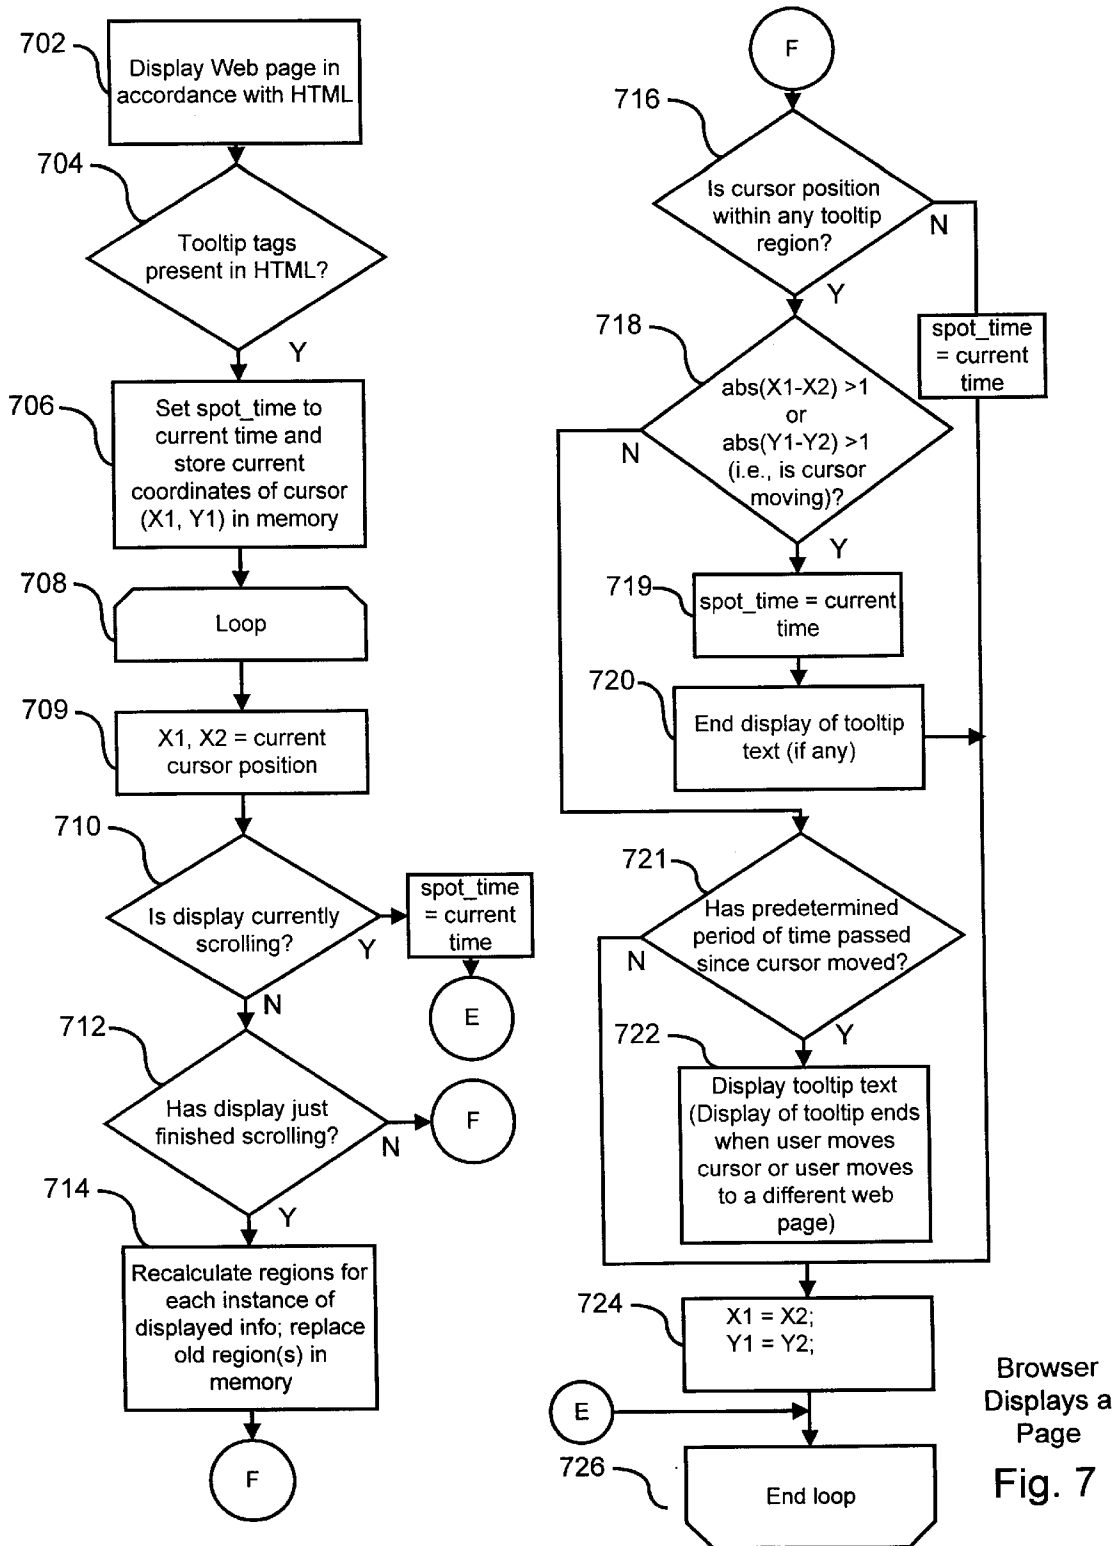 702
Display Web page in
accordance with HTML
704
Tooltip tags
present in HTML?
Y
706
Set spot_time to
current time and
store current
coordinates of cursor
(X1, Y1) in memory
708
Loop
709
X1, X2 = current
cursor position
710
Is display currently
scrolling?
Y
N
spot_time
= current
time
E
712
Has display just
finished scrolling?
N
F
Y
714
Recalculate regions for
each instance of
displayed info; replace
old region(s) in
memory
F
F
716
Is cursor position
within any tooltip
region?
N
Y
spot_time
= current
time
718
abs(X1-X2) >1
or
abs(Y1-Y2) >1
(i.e., is cursor
moving)?
N
Y
719
spot_time = current
time
720
End display of tooltip
text (if any)
721
Has predetermined
period of time passed
since cursor moved?
N
Y
722
Display tooltip text
(Display of tooltip ends
when user moves
cursor or user moves
to a different web
page)
724
X1 = X2;
Y1 = Y2;
E
726
End loop
Browser
Displays a
Page
Fig. 7